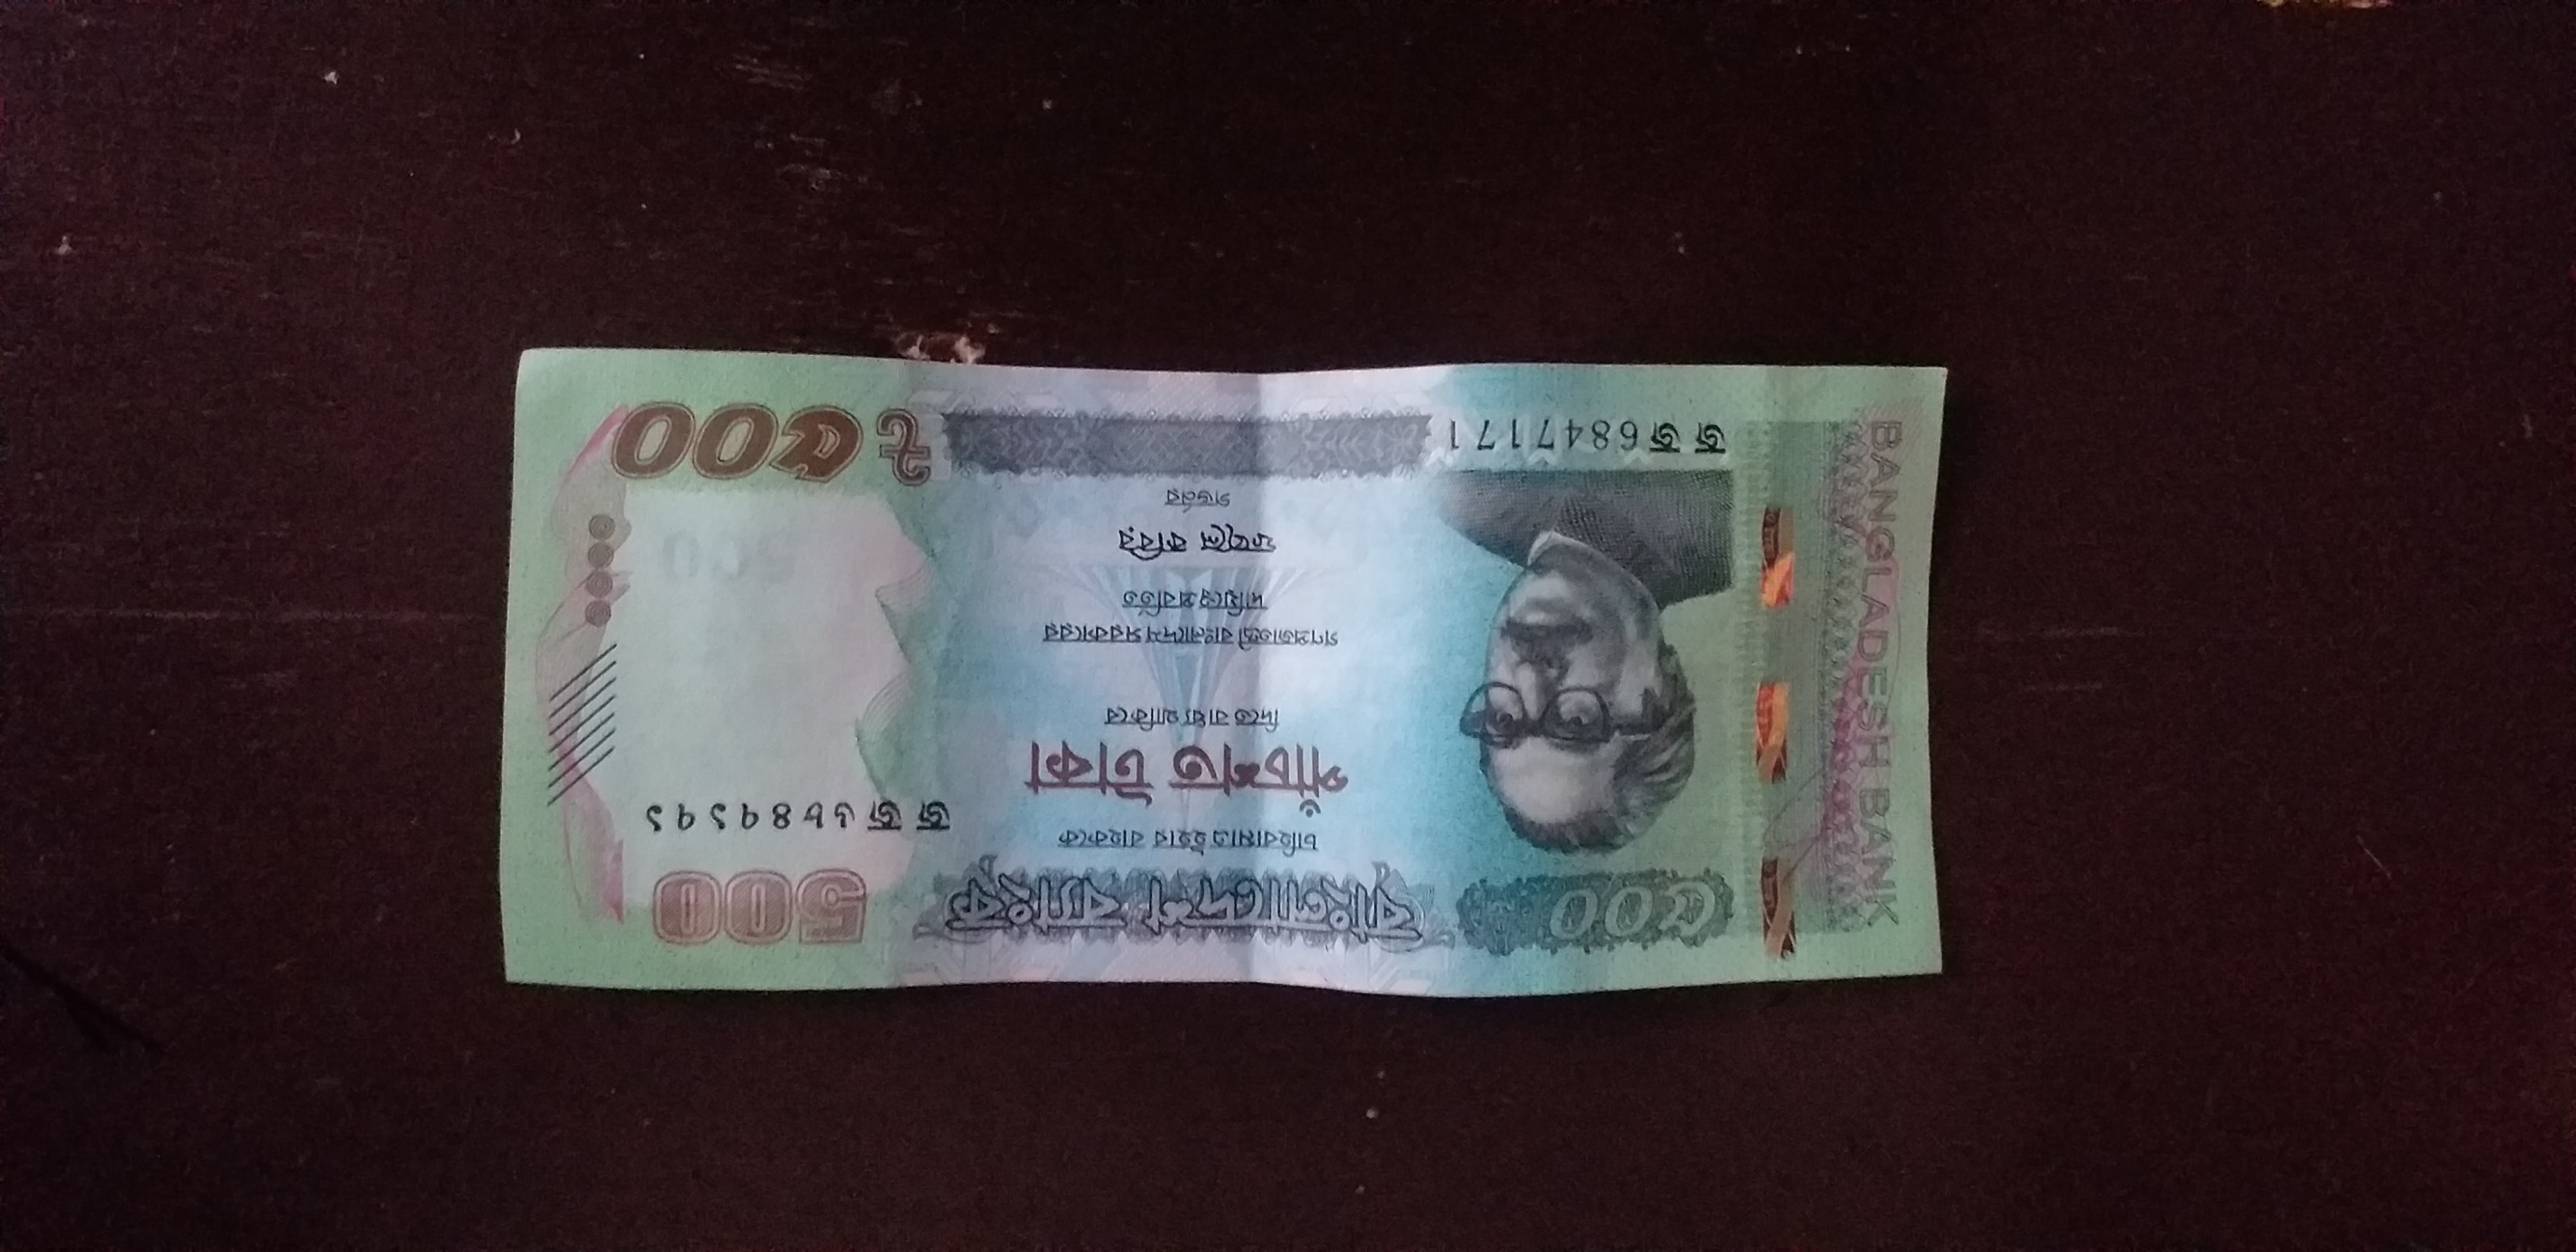 BANGLADESH BANK
৫০০
বাংলাদেশ ব্যাংক
500
চাহিবামাত্র ইহার বাহককে
জ জ ৬৮৪৭১৭১
পাঁচশত টাকা
দিতে বাধ্য থাকিবে
গণপ্রজাতন্ত্রী বাংলাদেশ সরকারের
দায়িত্বে প্রবর্তিত
500
ফজলে কবির
গভর্নর
জ জ 6847171
৳ ৫০০